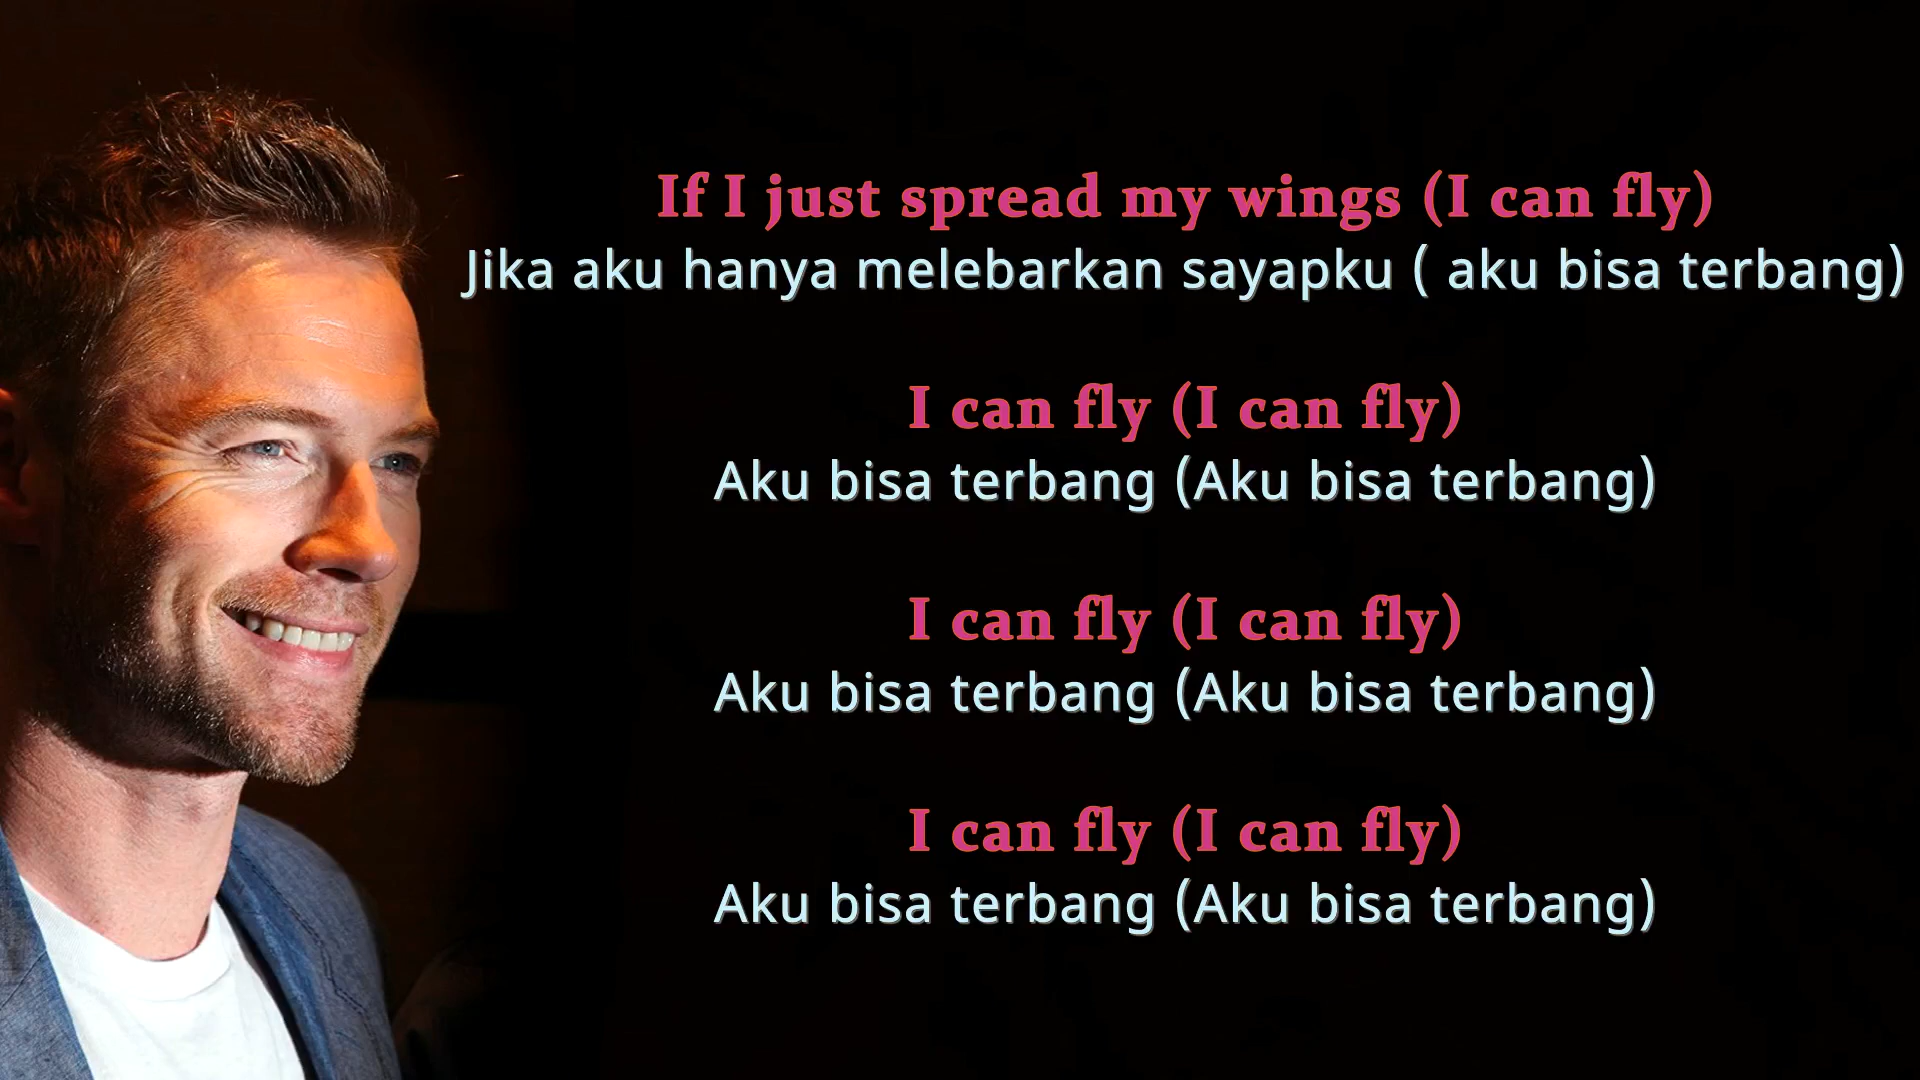 If I just spread my wings (I can fly)
Jika aku hanya melebarkan sayapku ( aku bisa terbang)
I can fly (I can fly)
Aku bisa terbang (Aku bisa terbang)
I can fly (I can fly)
Aku bisa terbang (Aku bisa terbang)
I can fly (I can fly)
Aku bisa terbang (Aku bisa terbang)